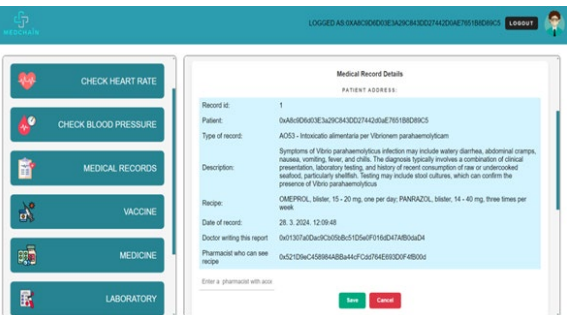 MEDCHAIN
LOGGED AS:0XA8C8D6D03E3A29C843DD27442D0AE7651B8D89C5
LOGOUT
CHECK HEART RATE
CHECK BLOOD PRESSURE
MEDICAL RECORDS
VACCINE
MEDICINE
LABORATORY
Medical Record Details
PATIENT ADDRESS:
Record id: 1
Patient: 0xA8c8D6d03E3a29C843DD27442d0aE7651B8D89C5
Type of record: AO53 - Intoxicatio alimentaria per Vibrionem parahaemolyticam
Symptoms of Vibrio parahaemolyticus infection may include watery diarrhea, abdominal cramps,
nausea, vomiting, fever, and chills. The diagnosis typically involves a combination of clinical
Description: presentation, laboratory testing, and history of recent consumption of raw or undercooked
seafood, particularly shellfish. Testing may include stool cultures, which can confirm the
presence of Vibrio parahaemolyticus
Recipe: OMEPROL, blister, 15 - 20 mg, one per day; PANRAZOL, blister, 14 - 40 mg, three times per
week
Date of record: 28. 3. 2024. 12:09:48
Doctor writing this report 0x01307a0Dac9Cb05bBc51D5e0F016dD47AfB0daD4
Pharmacist who can see
recipe 0x521D9eC458984ABBa44cFCdd764E693D0F4fB00d
Enter a pharmacist with acce
Save Cancel